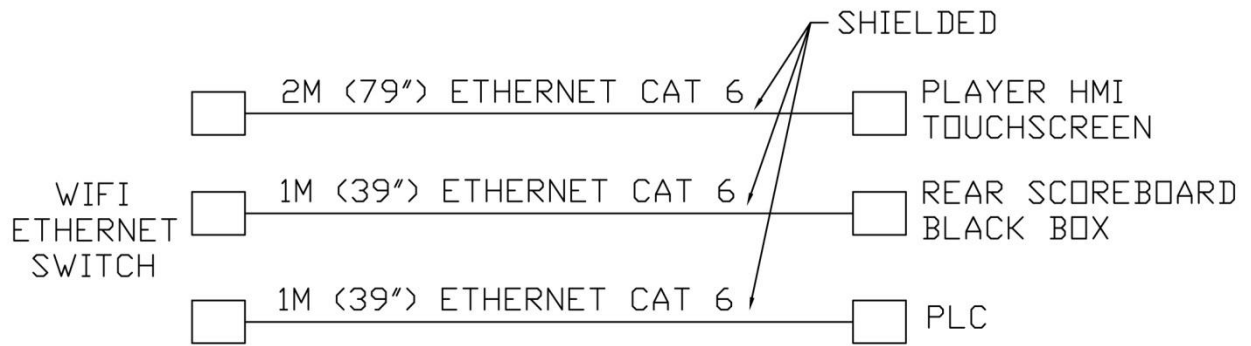 SHIELDED
2M (79") ETHERNET CAT 6
PLAYER HMI
TOUCHSCREEN
WIFI
ETHERNET
SWITCH
1M (39") ETHERNET CAT 6
REAR SCOREBOARD
BLACK BOX
1M (39") ETHERNET CAT 6
PLC